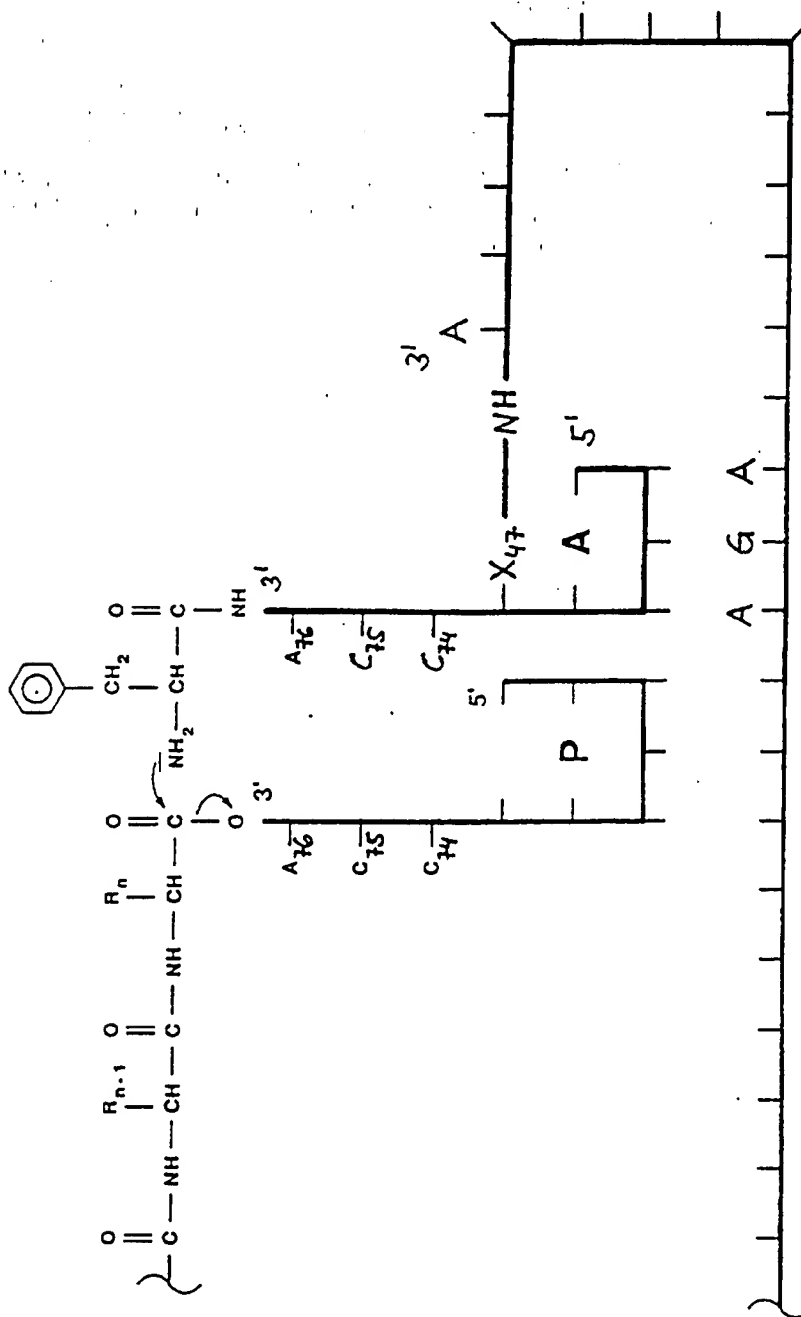 O R n-1 O R n O CH2 O
C — NH — CH — C — NH — CH — C NH2 — CH — C
O 3' NH 3'
A76 A76
C75 C75
C74 C74 3' A
5' X47 — NH
P A 5'
A G A